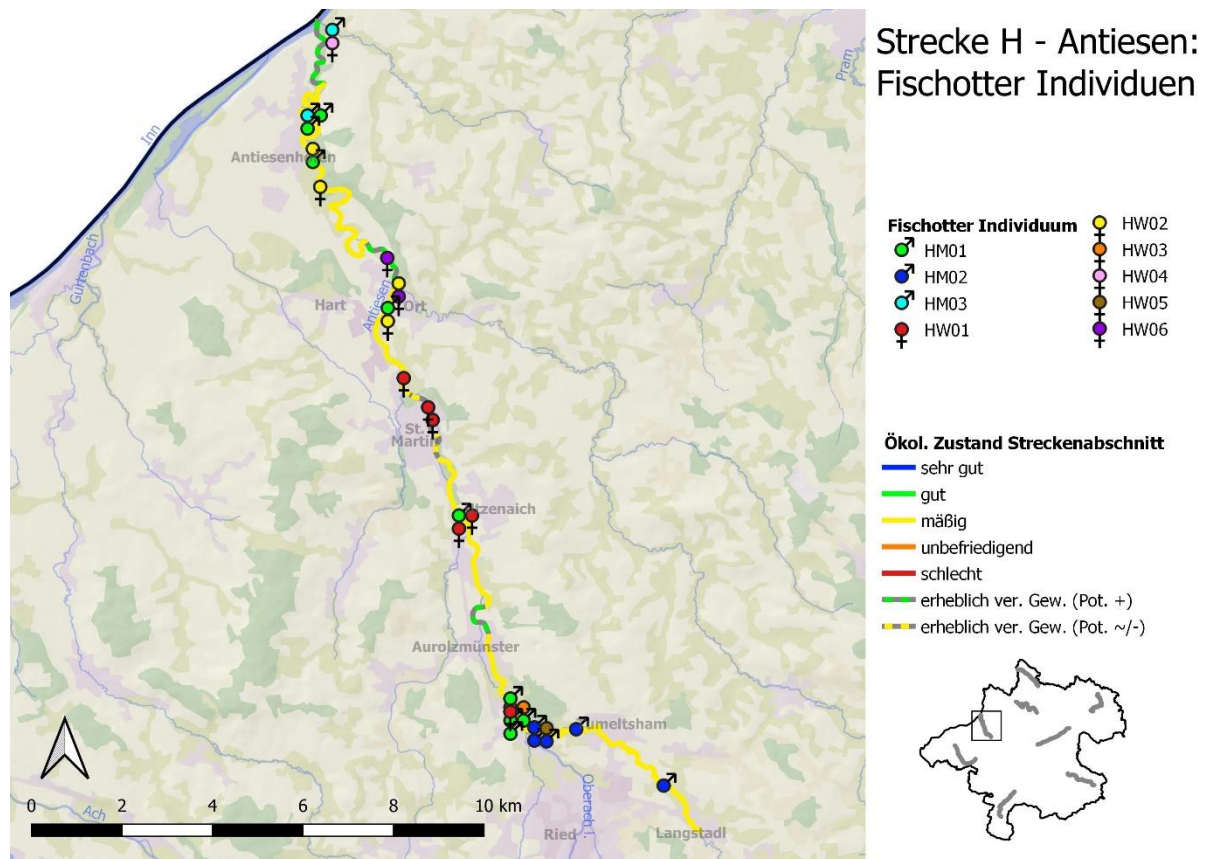 Strecke H - Antiesen:
Fischotter Individuen
Inn
Pram
Antiesenhofen
Gurtenbach
Hart
Antiesen
Ort
St.
Martin
Aurolzmünster
Oberach
Ried
Langstadl
Ach
0 2 4 6 8 10 km
Fischotter Individuum
HM01
HM02
HM03
HW01
HW02
HW03
HW04
HW05
HW06
Ökol. Zustand Streckenabschnitt
sehr gut
gut
mäßig
unbefriedigend
schlecht
erheblich ver. Gew. (Pot. +)
erheblich ver. Gew. (Pot. ~/-)